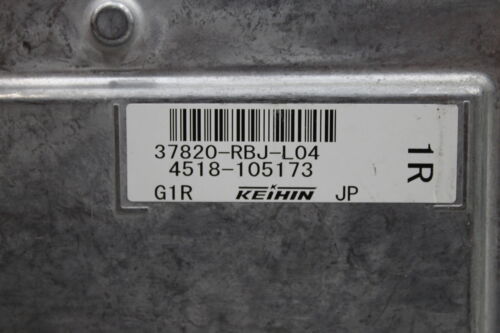 37820-RBJ-L04
4518-105173
G1R KEIHIN JP
1R